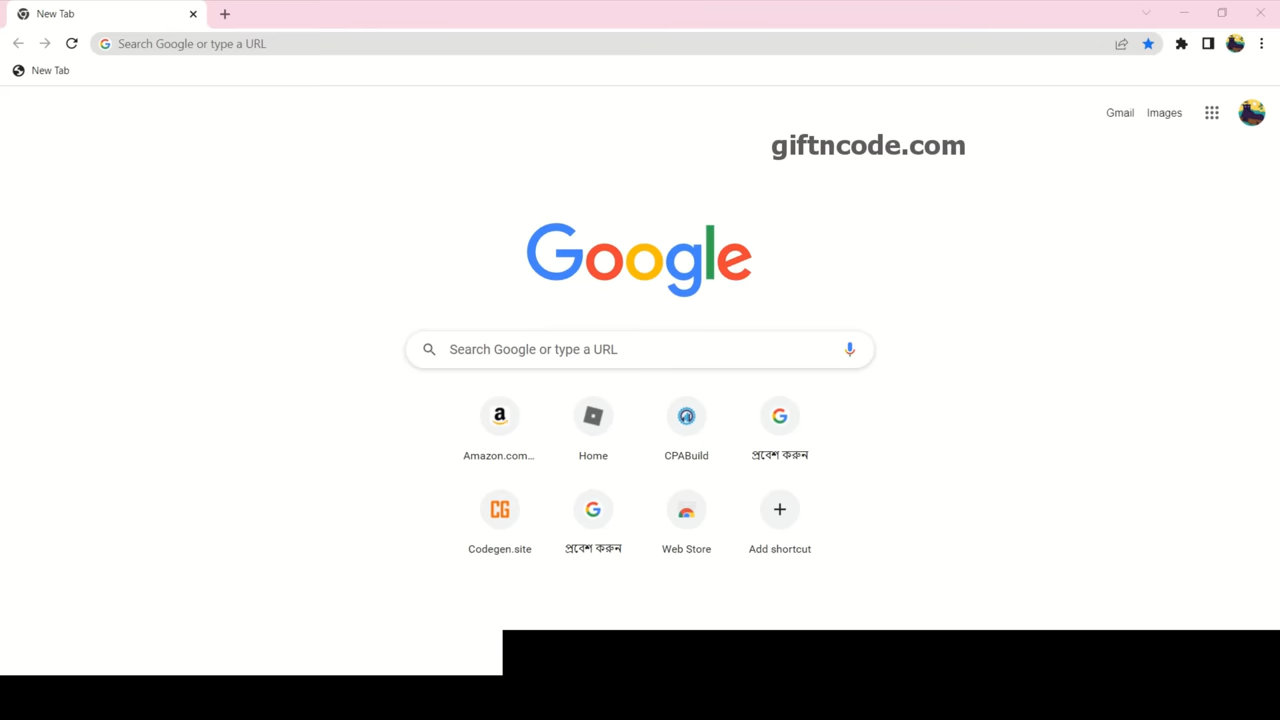 New Tab
Search Google or type a URL
New Tab
Gmail Images
giftncode.com
Google
Search Google or type a URL
Amazon.com... Home CPABuild প্রবেশ করুন
CG
Codegen.site প্রবেশ করুন Web Store Add shortcut